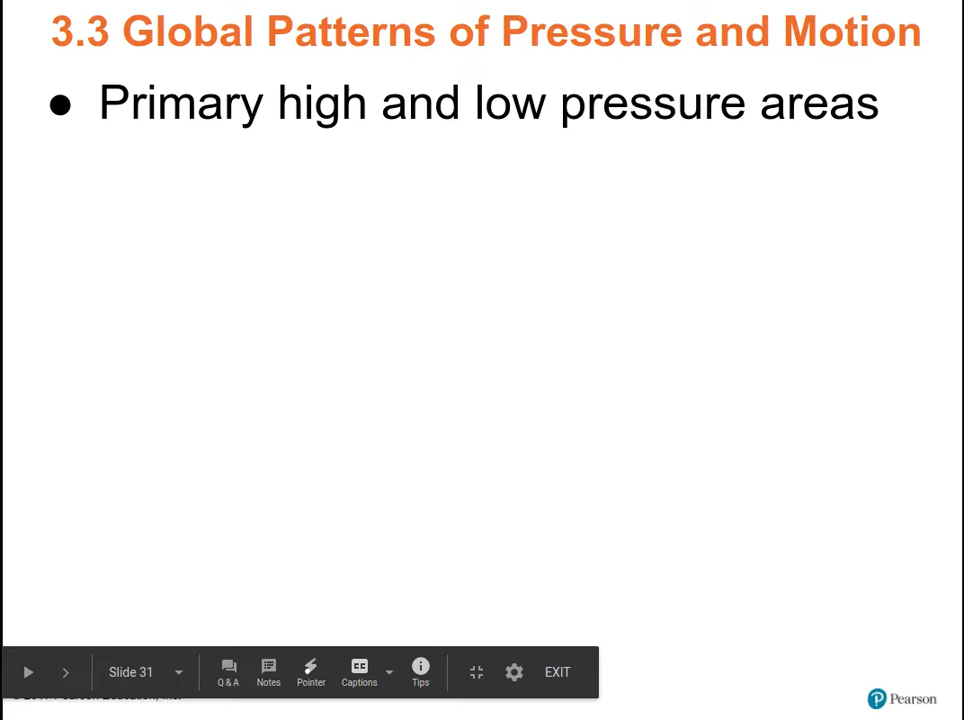 3.3 Global Patterns of Pressure and Motion
● Primary high and low pressure areas
Slide 31
Q & A
Notes
Pointer
CC
Captions
Tips
EXIT
Pearson